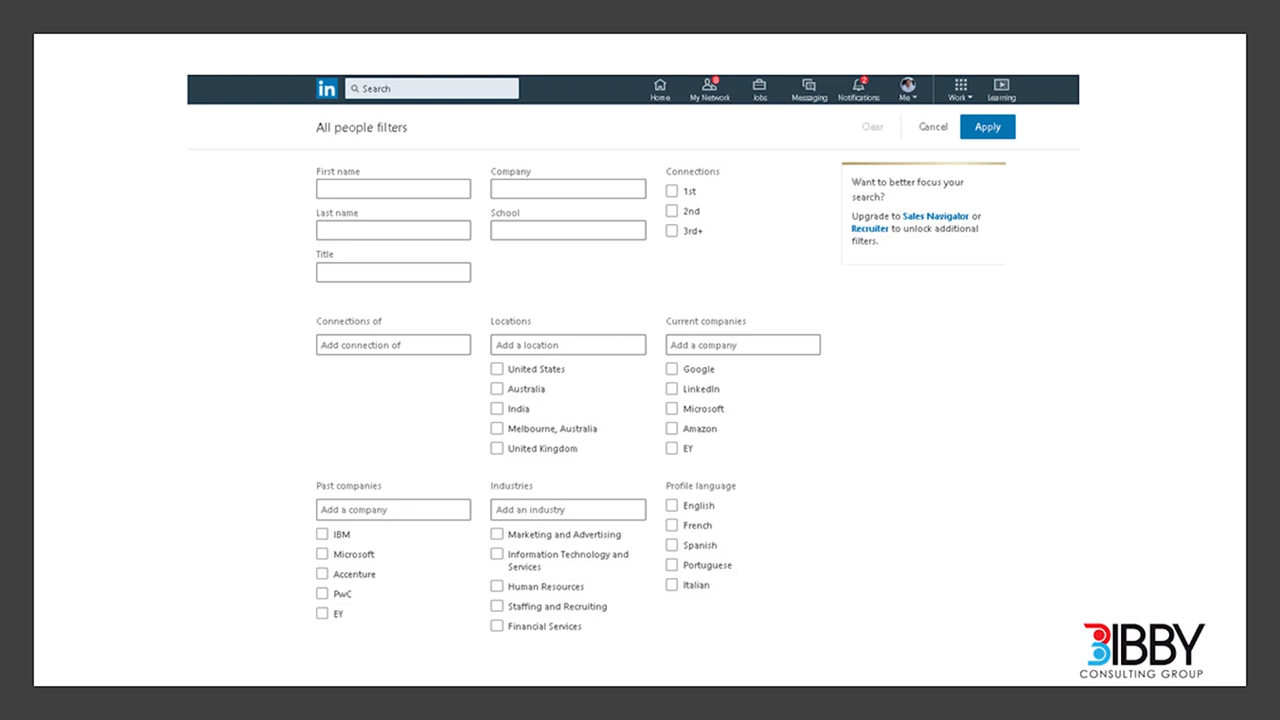 in
Search
Home
My Network
Jobs
Messaging
2
Notifications
Me
Work
Learning
All people filters
Clear
Cancel
Apply
First name
Last name
Title
Company
School
Connections
1st
2nd
3rd+
Want to better focus your
search?
Upgrade to Sales Navigator or
Recruiter to unlock additional
filters.
Connections of
Add connection of
Locations
Add a location
United States
Australia
India
Melbourne, Australia
United Kingdom
Current companies
Add a company
Google
LinkedIn
Microsoft
Amazon
EY
Past companies
Add a company
IBM
Microsoft
Accenture
PwC
EY
Industries
Add an industry
Marketing and Advertising
Information Technology and
Services
Human Resources
Staffing and Recruiting
Financial Services
Profile language
English
French
Spanish
Portuguese
Italian
BIBBY
CONSULTING GROUP